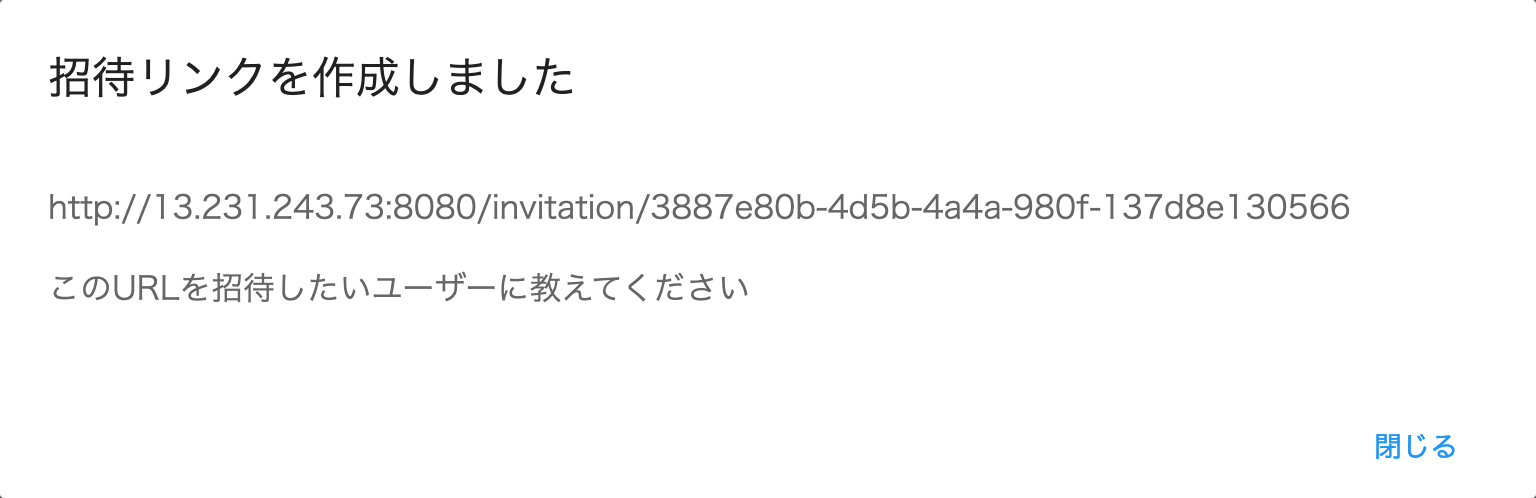 招待リンクを作成しました
http://13.231.243.73:8080/invitation/3887e80b-4d5b-4a4a-980f-137d8e130566
このURLを招待したいユーザーに教えてください
閉じる